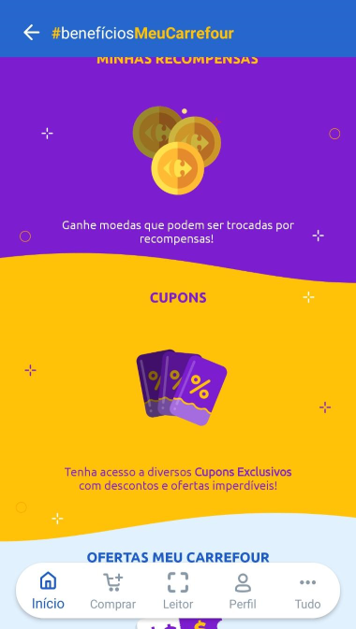 #benefíciosMeuCarrefour
MINHAS RECOMPENSAS
Ganhe moedas que podem ser trocadas por
recompensas!
CUPONS
%
%
%
Tenha acesso a diversos Cupons Exclusivos
com descontos e ofertas imperdíveis!
OFERTAS MEU CARREFOUR
Início
Comprar
Leitor
Perfil
Tudo